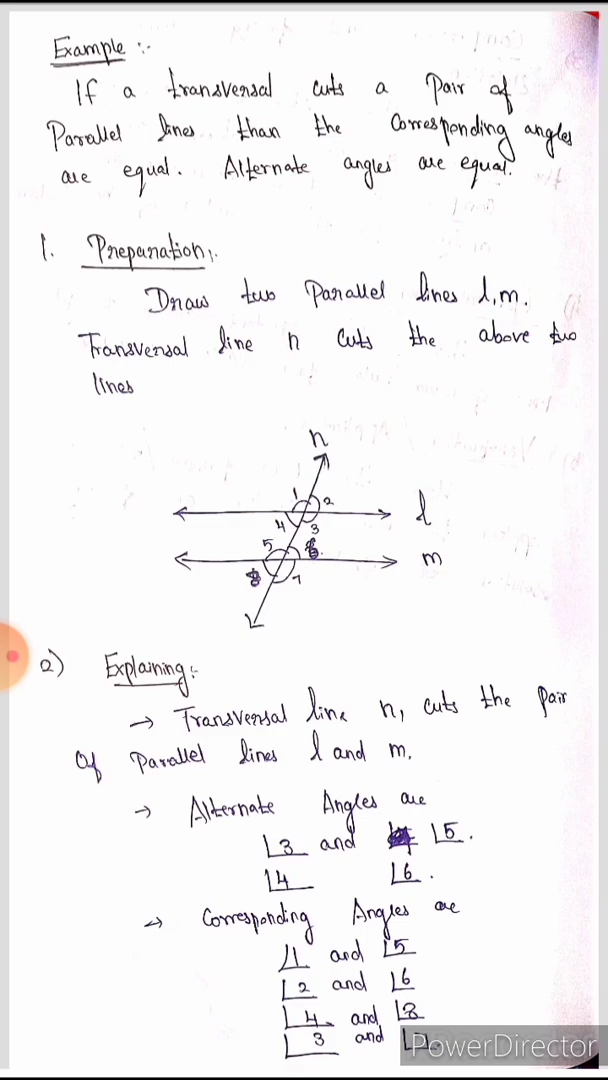 Example :-
If a transversal cuts a Pair of
Parallel lines than the Corresponding angles
are equal. Alternate angles are equal.
1. Preparation:.
Draw two Parallel lines l, m.
Transversal line n cuts the above two
lines
n
1 2
l
4 3
5 6
m
8 7
2) Explaining:
→ Transversal line n, cuts the Pair
Of Parallel lines l and m.
→ Alternate Angles are
∠3 and ∠5.
∠4 ∠6.
→ Corresponding Angles are
∠1 and ∠5
∠2 and ∠6
∠4 and ∠8
∠3 and
PowerDirector